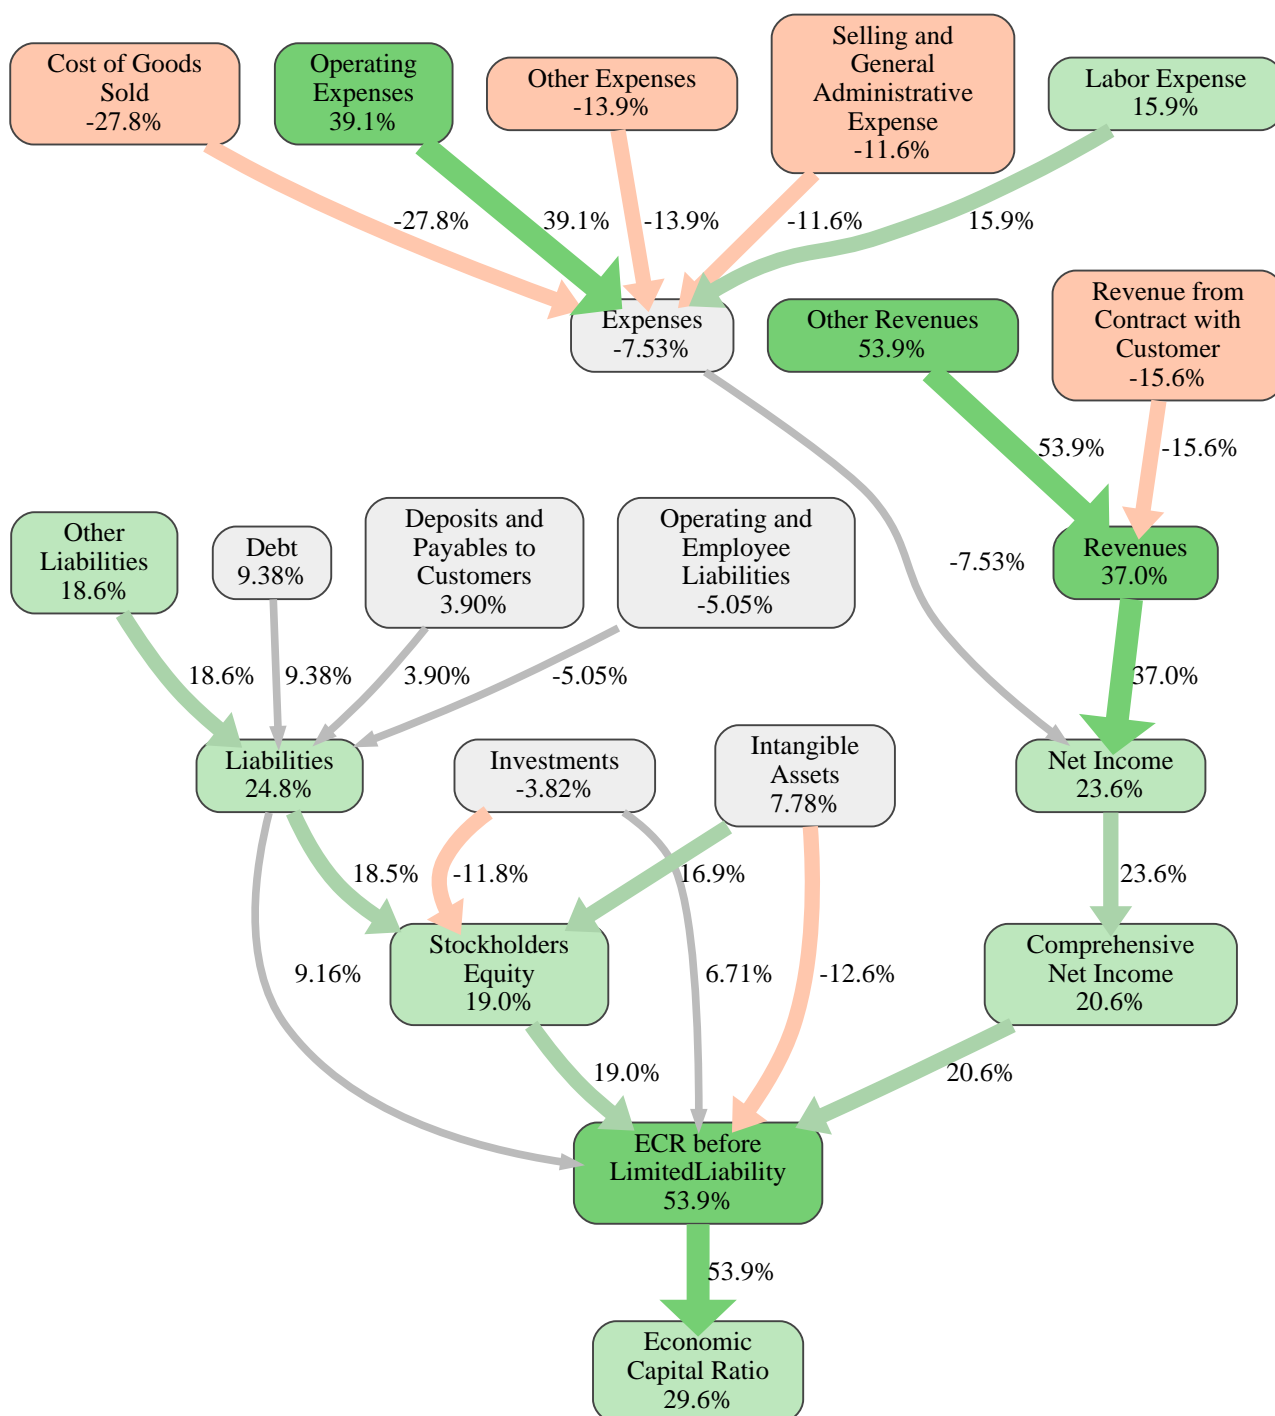 Cost of Goods
Sold
-27.8%
Operating
Expenses
39.1%
Other Expenses
-13.9%
Selling and
General
Administrative
Expense
-11.6%
Labor Expense
15.9%
-27.8%
39.1%
-13.9%
-11.6%
15.9%
Expenses
-7.53%
Other Revenues
53.9%
Revenue from
Contract with
Customer
-15.6%
53.9%
-15.6%
Other
Liabilities
18.6%
Debt
9.38%
Deposits and
Payables to
Customers
3.90%
Operating and
Employee
Liabilities
-5.05%
-7.53%
Revenues
37.0%
18.6%
9.38%
3.90%
-5.05%
37.0%
Liabilities
24.8%
Investments
-3.82%
Intangible
Assets
7.78%
Net Income
23.6%
18.5%
-11.8%
16.9%
23.6%
Stockholders
Equity
19.0%
Comprehensive
Net Income
20.6%
9.16%
6.71%
-12.6%
19.0%
20.6%
ECR before
LimitedLiability
53.9%
53.9%
Economic
Capital Ratio
29.6%